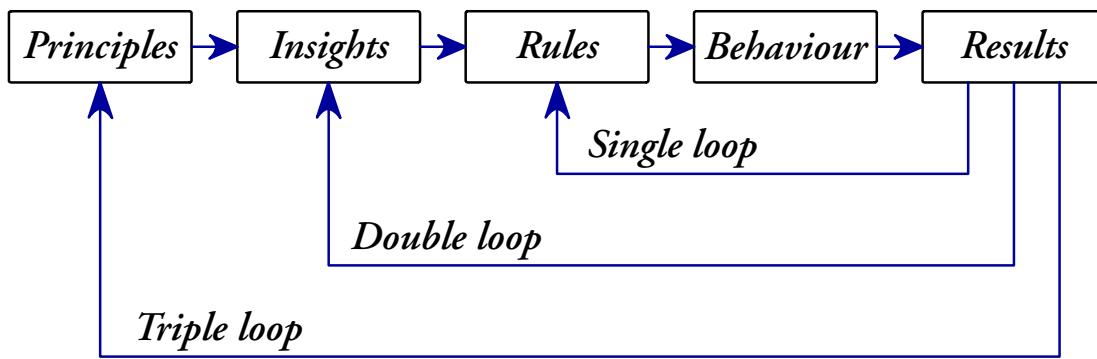 Principles
Insights
Rules
Behaviour
Results
Single loop
Double loop
Triple loop